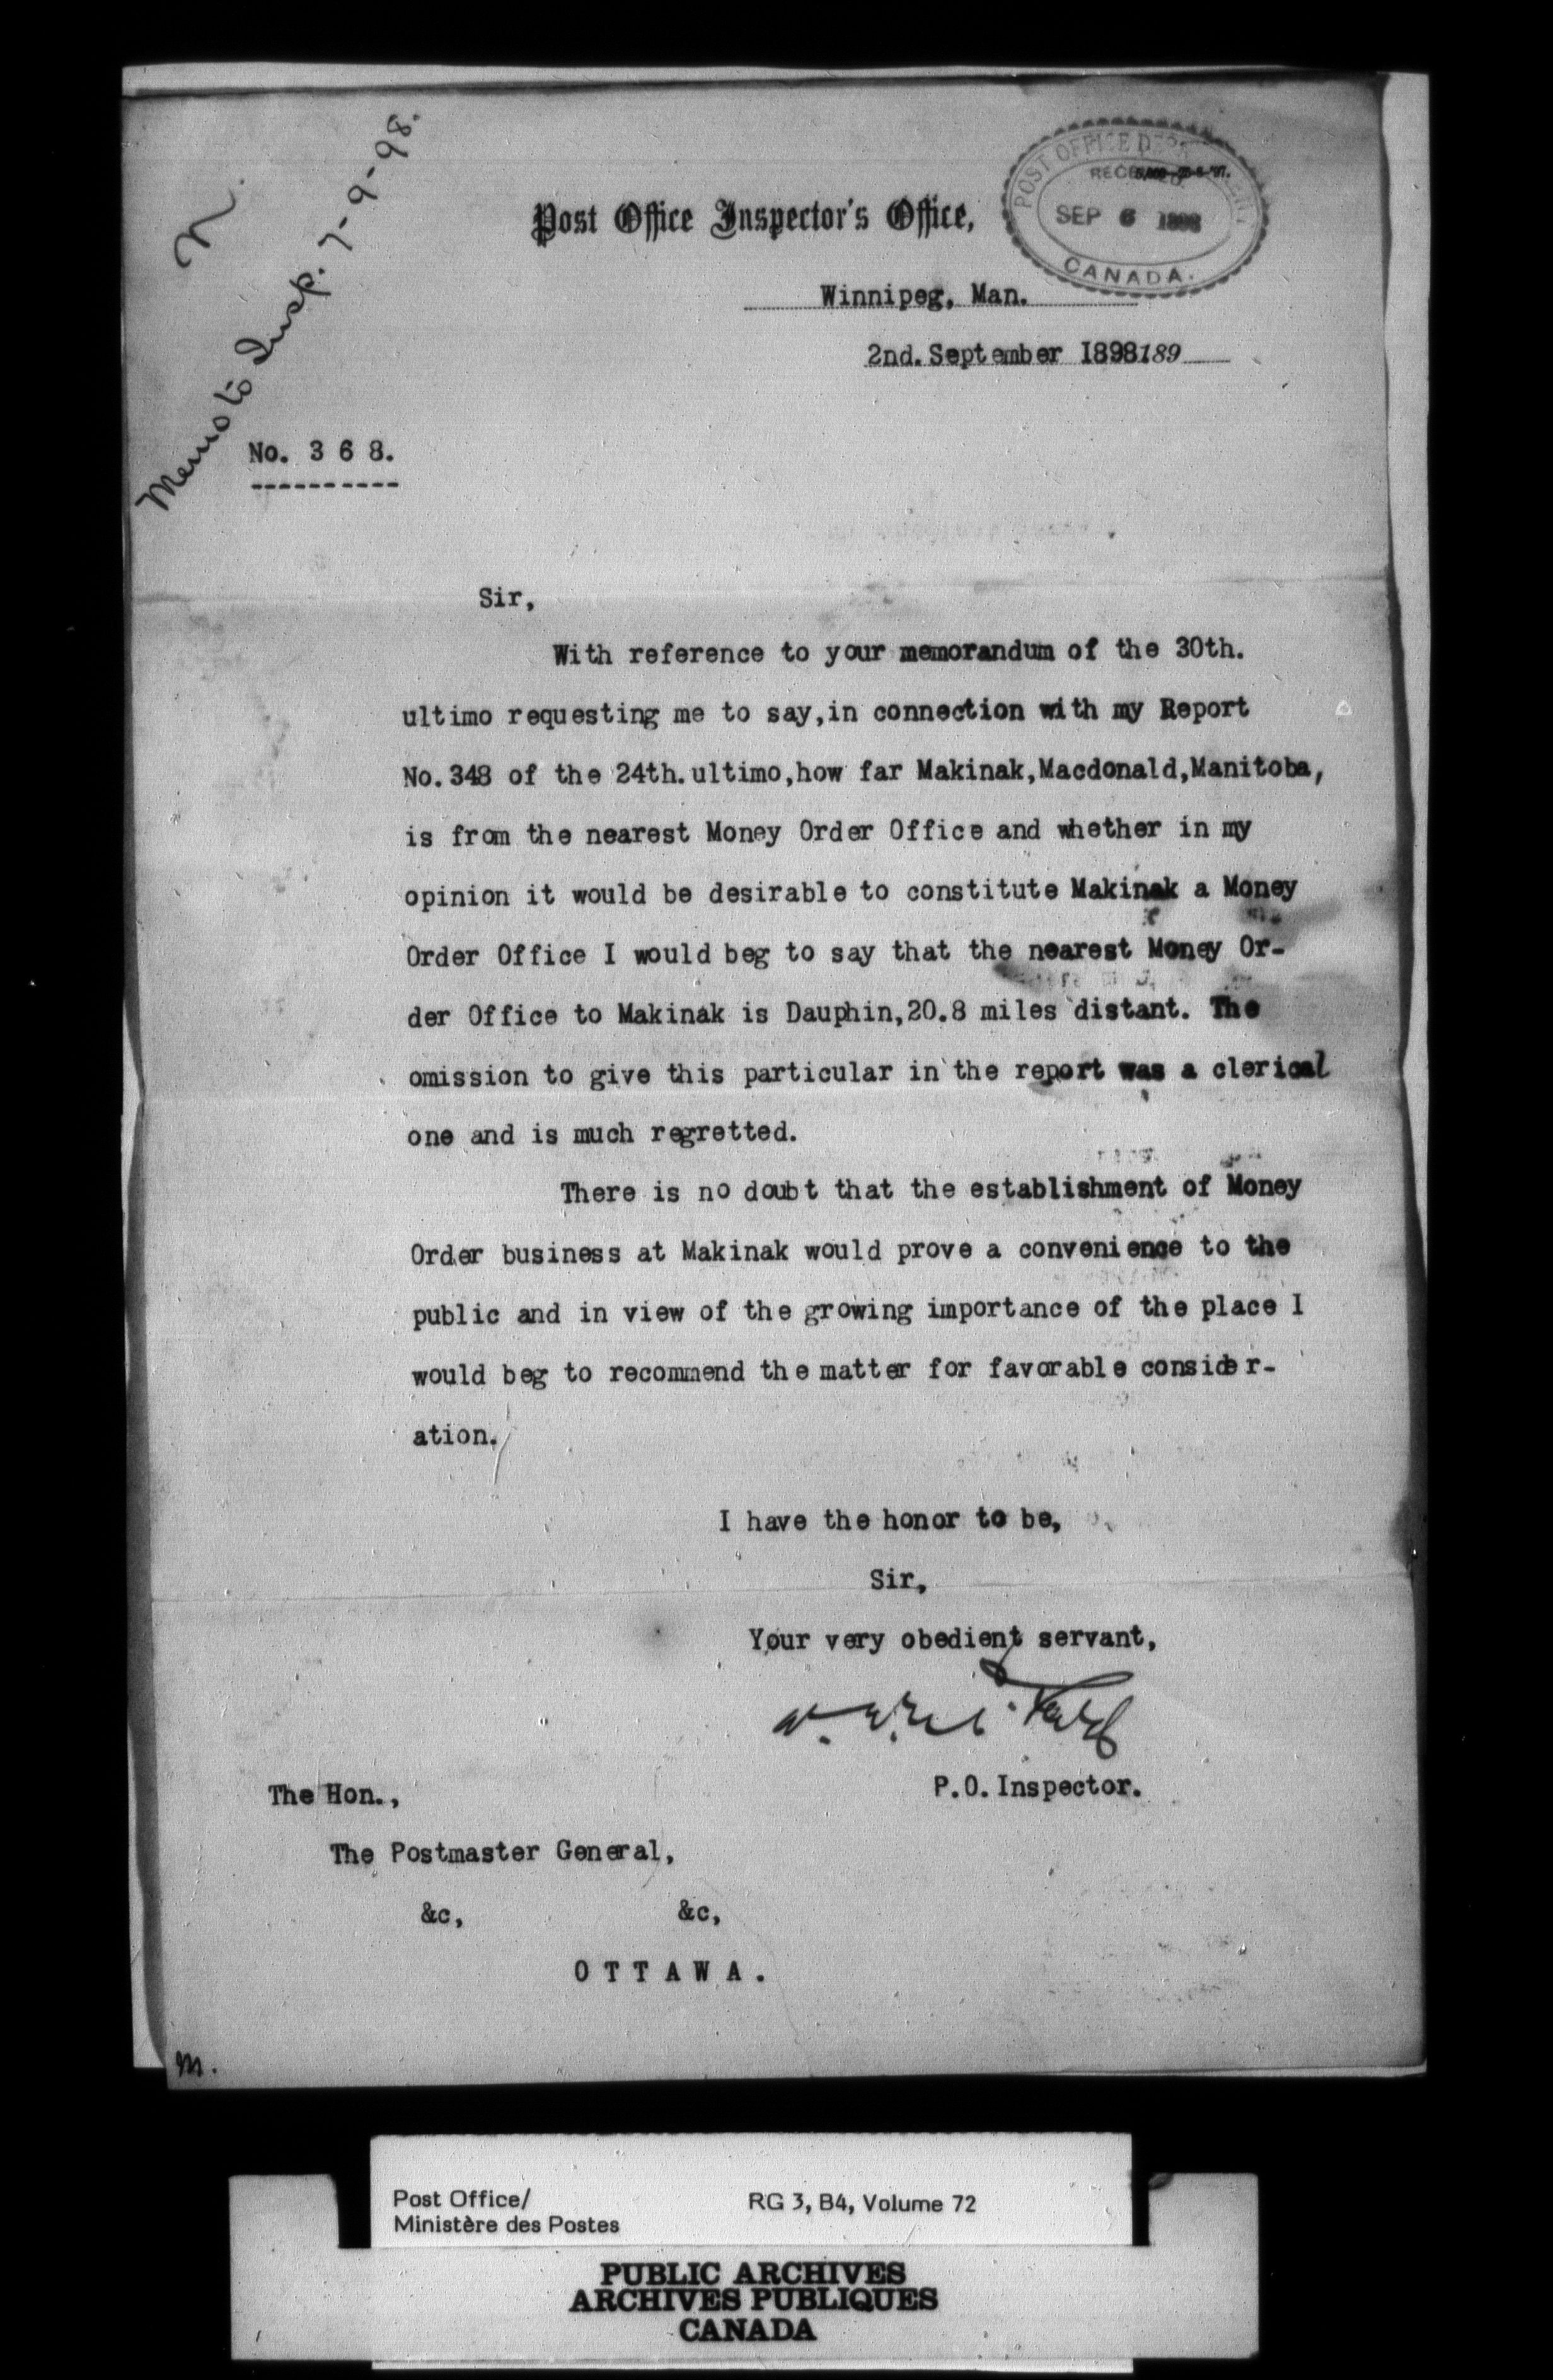 n.
Memo to Insp. 7-9-98.
POST OFFICE
CANADA.
SEP 6 1898
Post Office Inspector's Office,
Winnipeg, Man.
2nd. September 1898189
No. 3 6 8.
----------
Sir,
With reference to your memorandum of the 30th.
ultimo requesting me to say,in connection with my Report
No.348 of the 24th.ultimo,how far Makinak,Macdonald,Manitoba,
is from the nearest Money Order Office and whether in my
opinion it would be desirable to constitute Makinak a Money
Order Office I would beg to say that the nearest Money Or-
der Office to Makinak is Dauphin,20.8 miles distant. The
omission to give this particular in the report was a clerical
one and is much regretted.
There is no doubt that the establishment of Money
Order business at Makinak would prove a convenience to the
public and in view of the growing importance of the place I
would beg to recommend the matter for favorable consider-
ation.
I have the honor to be,
Sir,
Your very obedient servant,
P.O.Inspector.
The Hon.,
The Postmaster General,
&c, &c,
O T T A W A .
m.
Post Office/
Ministère des Postes
RG 3, B4, Volume 72
PUBLIC ARCHIVES
ARCHIVES PUBLIQUES
CANADA